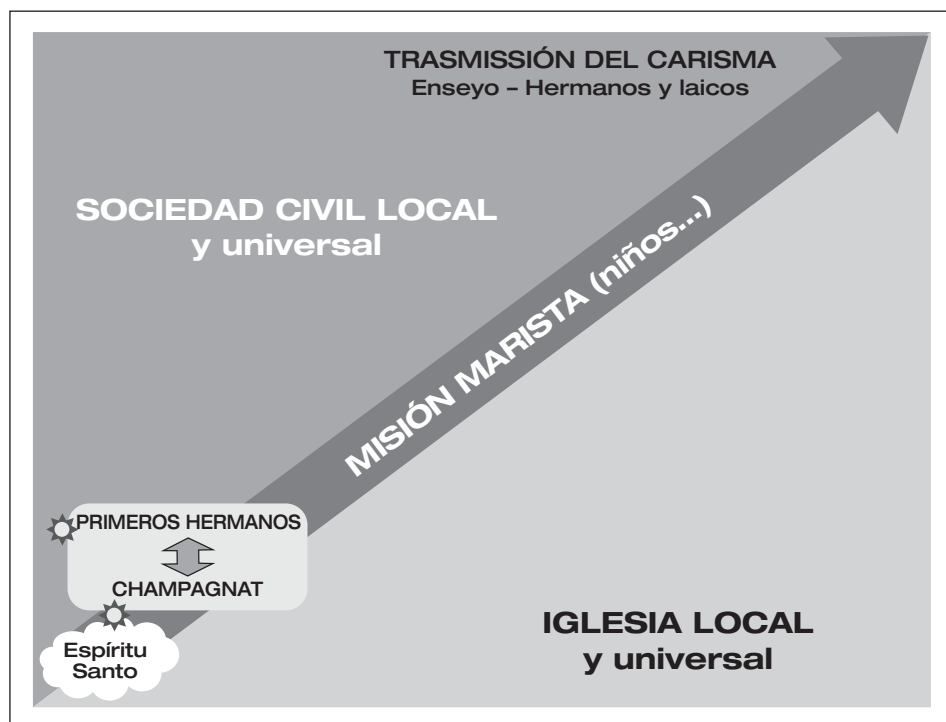 TRASMISSIÓN DEL CARISMA
Enseyo – Hermanos y laicos
SOCIEDAD CIVIL LOCAL
y universal
MISIÓN MARISTA (niños...)
PRIMEROS HERMANOS
CHAMPAGNAT
Espíritu
Santo
IGLESIA LOCAL
y universal